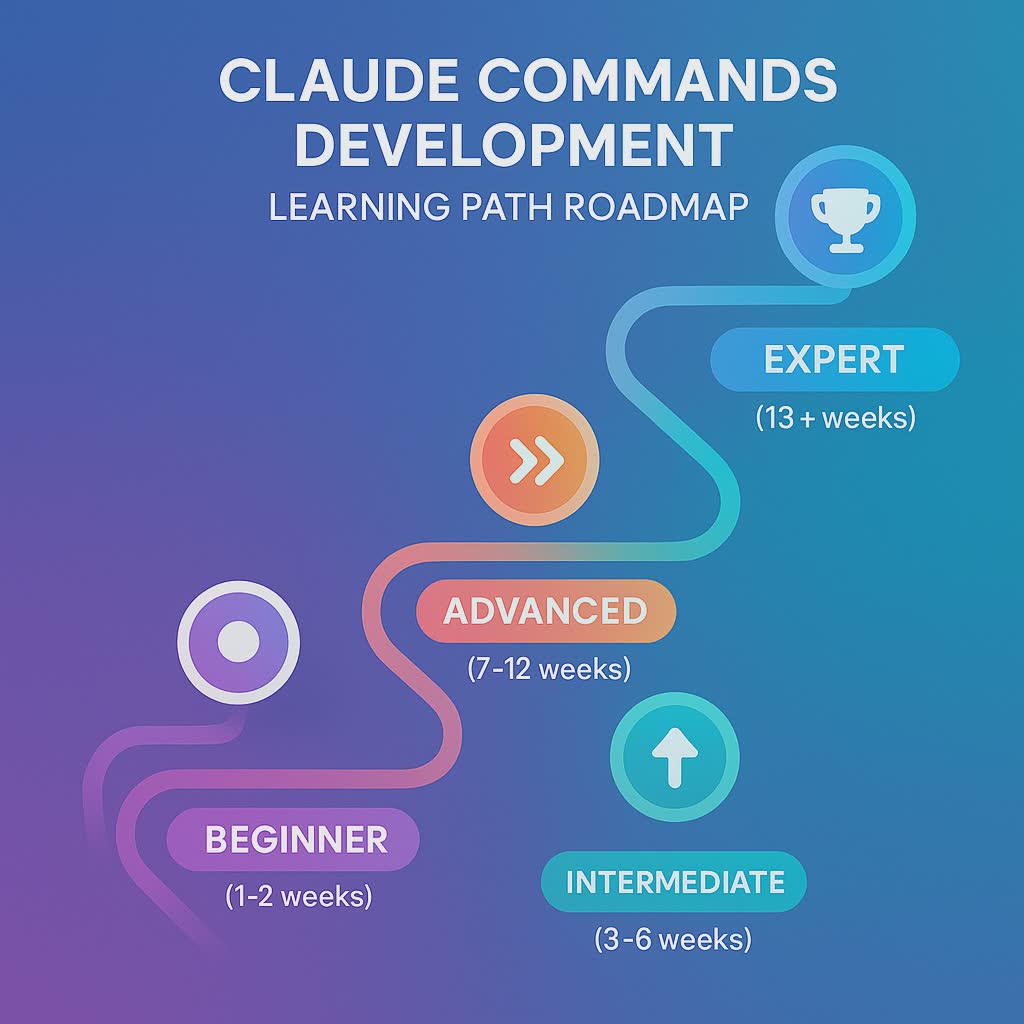 CLAUDE COMMANDS
DEVELOPMENT
LEARNING PATH ROADMAP
EXPERT
(13+ weeks)
ADVANCED
(7-12 weeks)
BEGINNER
(1-2 weeks)
INTERMEDIATE
(3-6 weeks)